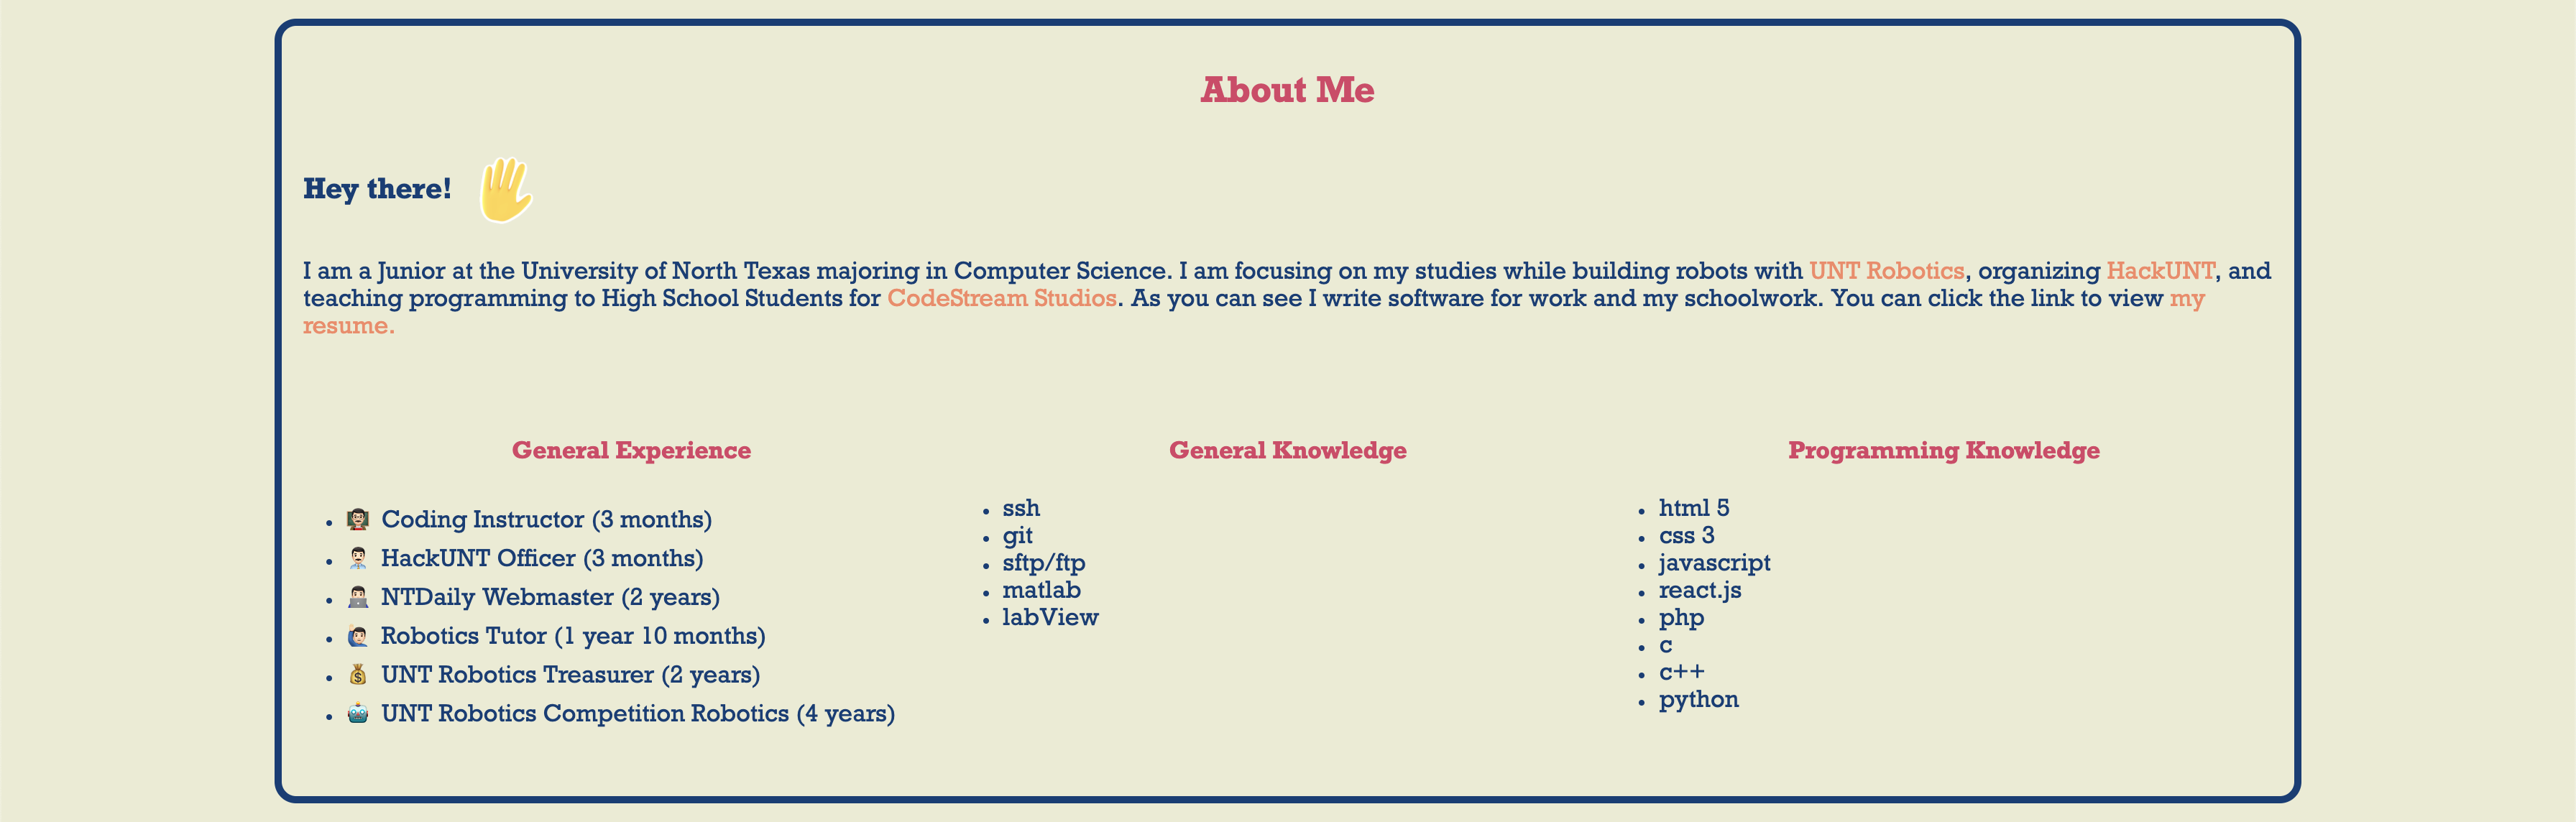 About Me
Hey there!
I am a Junior at the University of North Texas majoring in Computer Science. I am focusing on my studies while building robots with UNT Robotics, organizing HackUNT, and
teaching programming to High School Students for CodeStream Studios. As you can see I write software for work and my schoolwork. You can click the link to view my
resume.
General Experience
Coding Instructor (3 months)
HackUNT Officer (3 months)
NTDaily Webmaster (2 years)
Robotics Tutor (1 year 10 months)
UNT Robotics Treasurer (2 years)
UNT Robotics Competition Robotics (4 years)
General Knowledge
ssh
git
sftp/ftp
matlab
labView
Programming Knowledge
html 5
css 3
javascript
react.js
php
c
c++
python